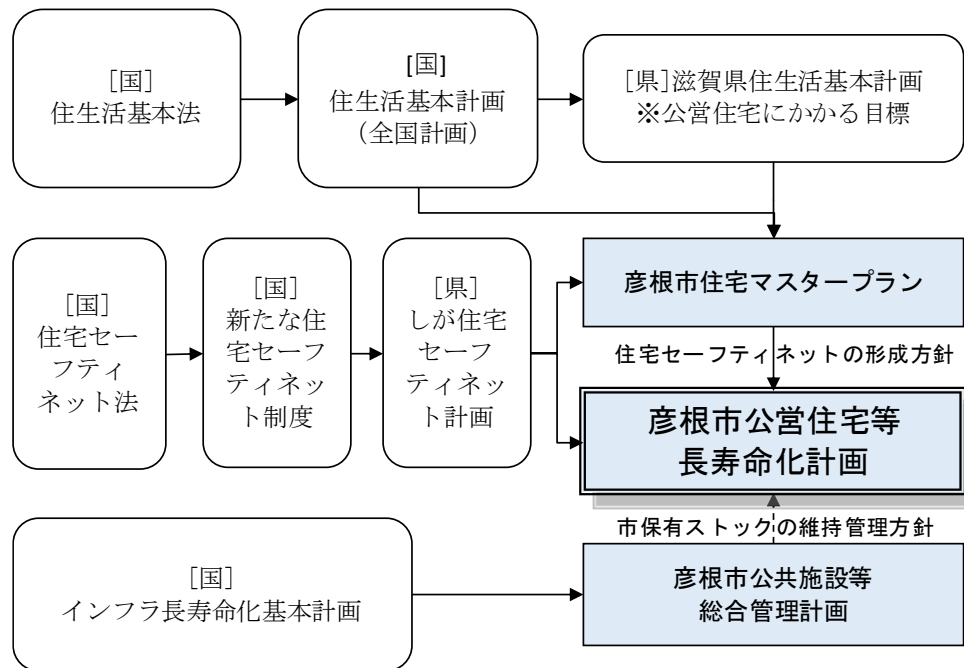 [国]
住生活基本法
[国]
住生活基本計画
（全国計画）
[県]滋賀県住生活基本計画
※公営住宅にかかる目標
[国]
住宅セー
フティ
ネット法
[国]
新たな住
宅セーフ
ティネッ
ト制度
[県]
しが住宅
セーフ
ティネッ
ト計画
彦根市住宅マスタープラン
住宅セーフティネットの形成方針
彦根市公営住宅等
長寿命化計画
市保有ストックの維持管理方針
[国]
インフラ長寿命化基本計画
彦根市公共施設等
総合管理計画